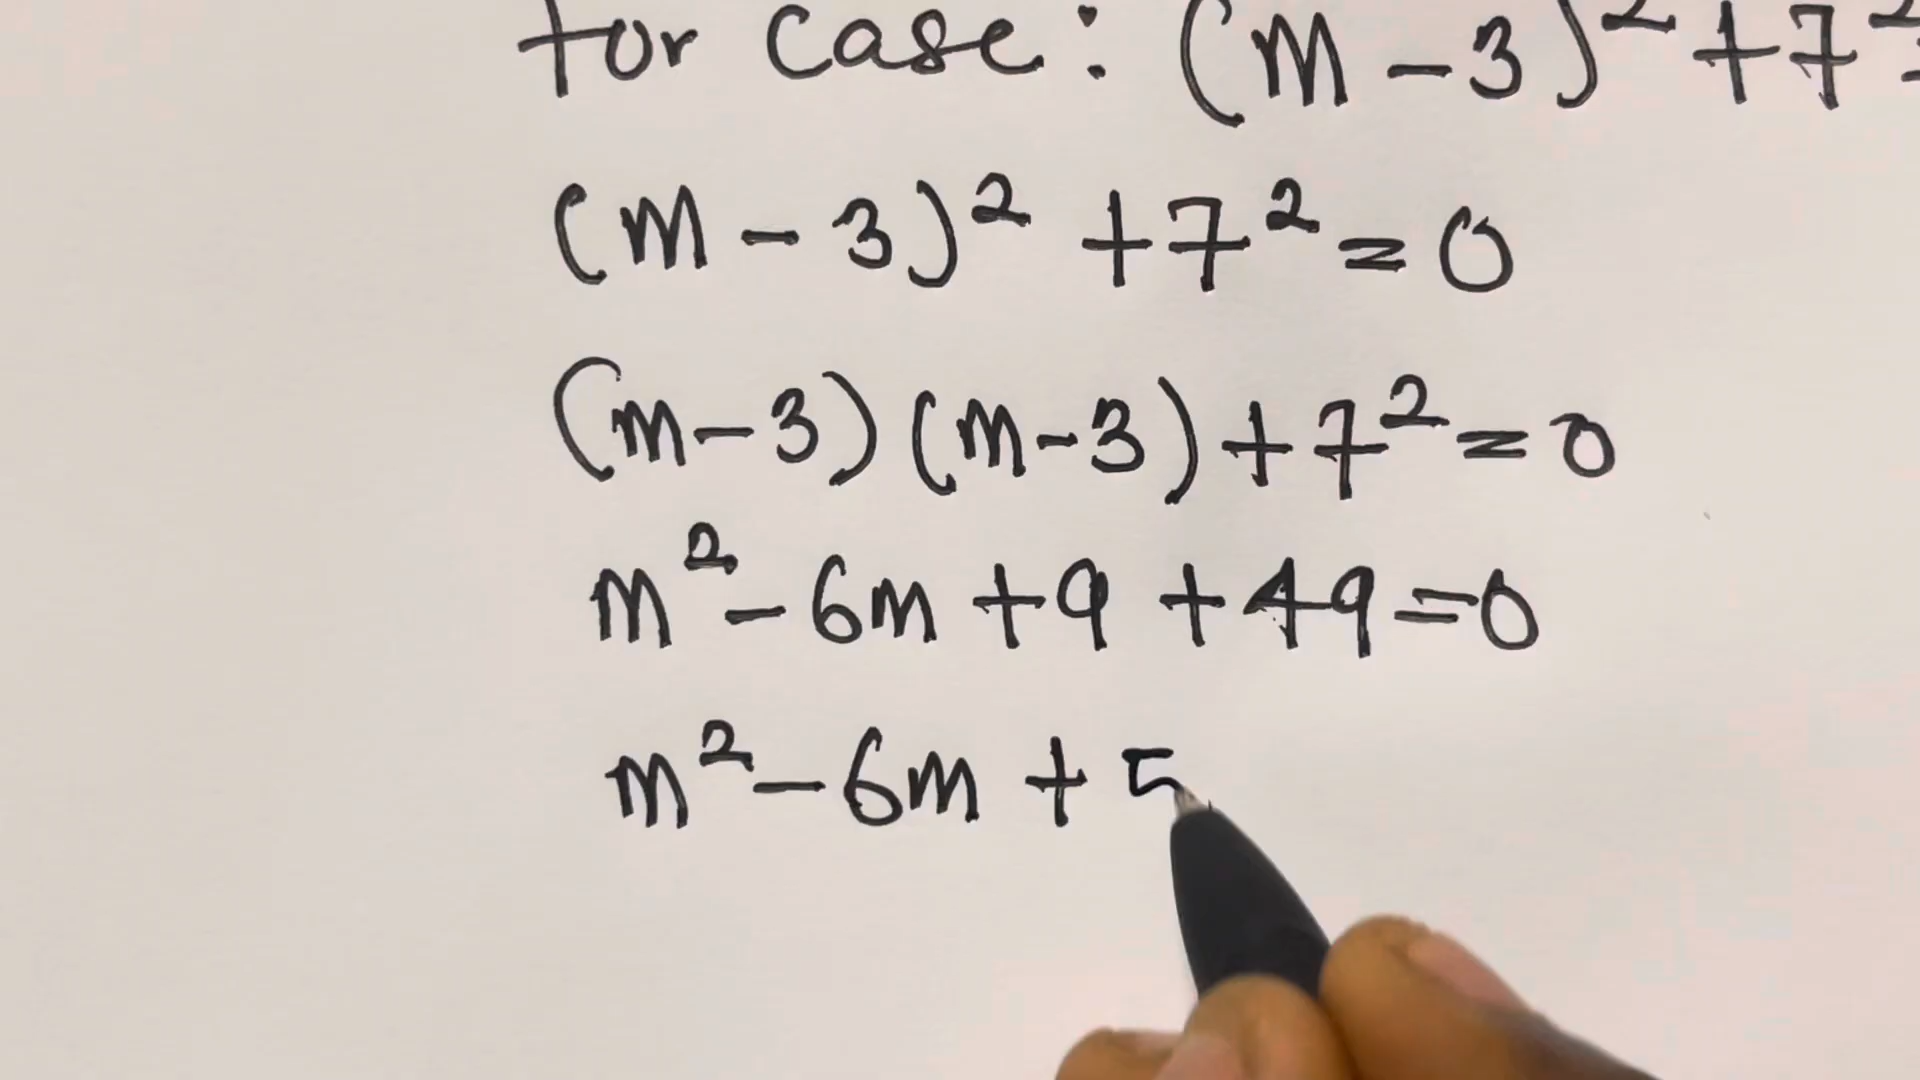 For case: (m - 3)² + 7²
(m - 3)² + 7² = 0
(m - 3) (m - 3) + 7² = 0
m² - 6m + 9 + 49 = 0
m² - 6m + 5